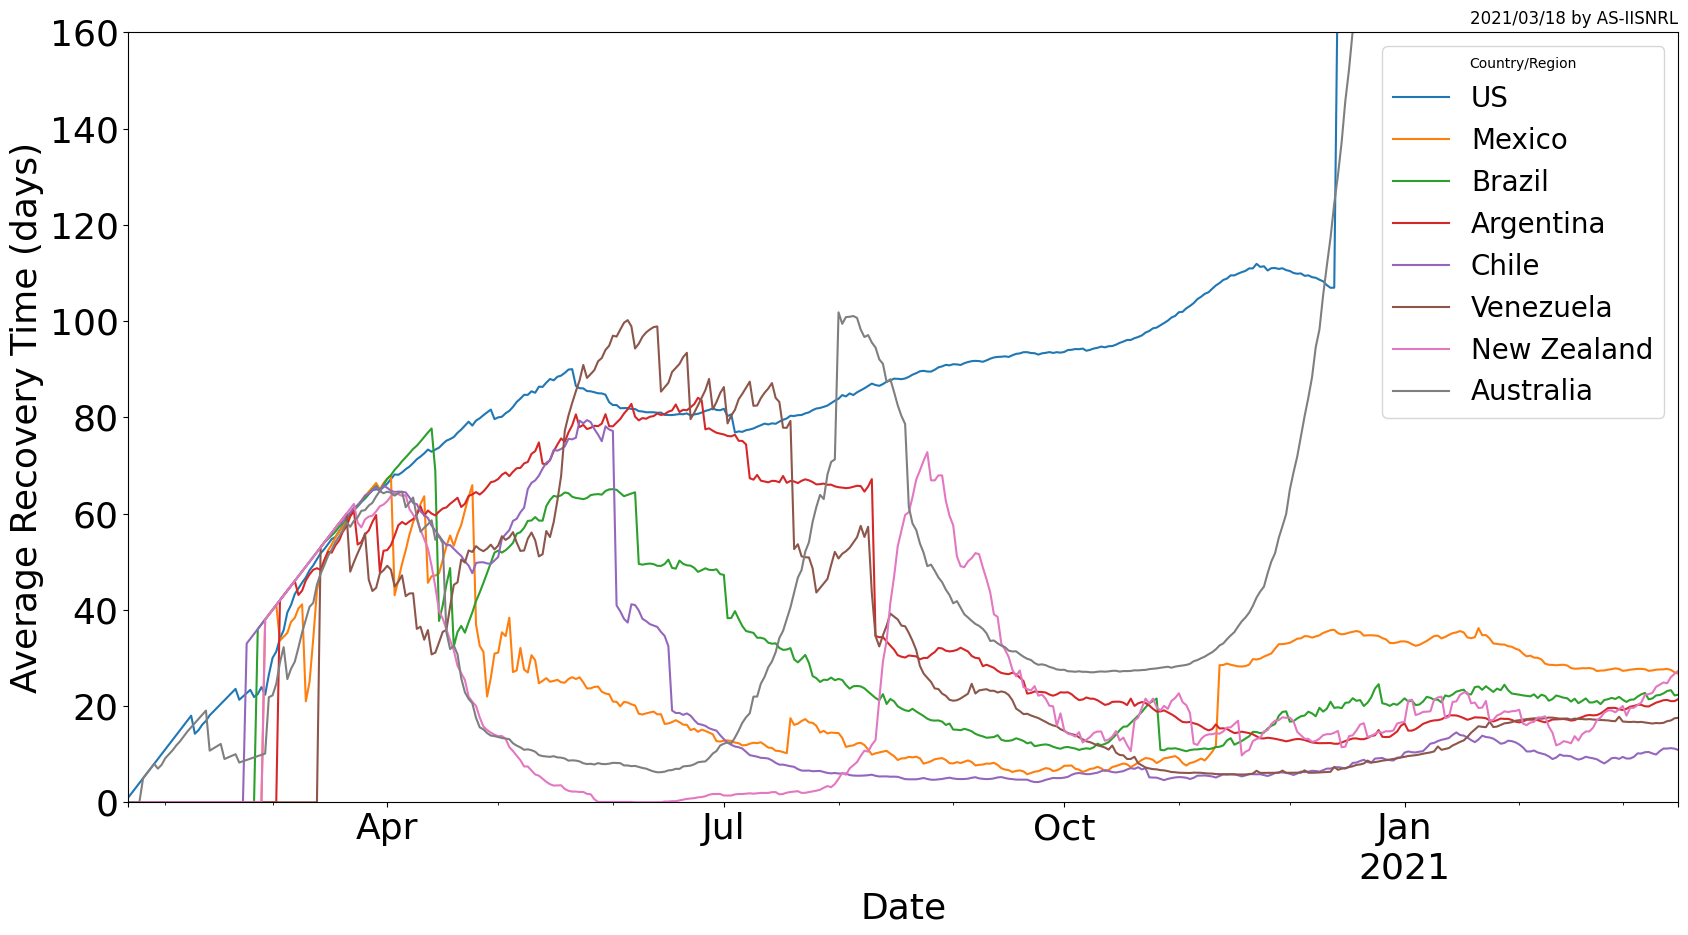 2021/03/18 by AS-IISNRL
160
140
120
100
80
60
40
20
0
Average Recovery Time (days)
Country/Region
US
Mexico
Brazil
Argentina
Chile
Venezuela
New Zealand
Australia
Apr
Jul
Oct
Jan
2021
Date